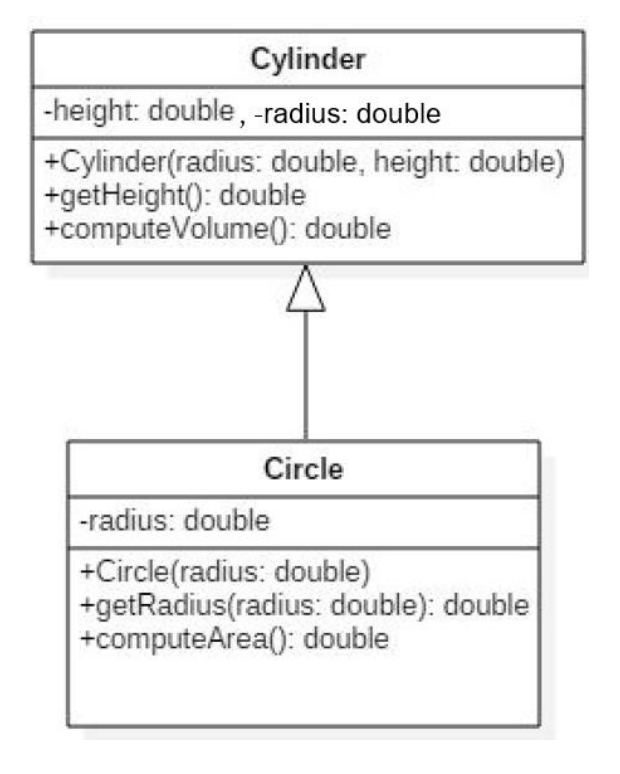 Cylinder
-height: double, -radius: double
+Cylinder(radius: double, height: double)
+getHeight(): double
+computeVolume(): double
Circle
-radius: double
+Circle(radius: double)
+getRadius(radius: double): double
+computeArea(): double